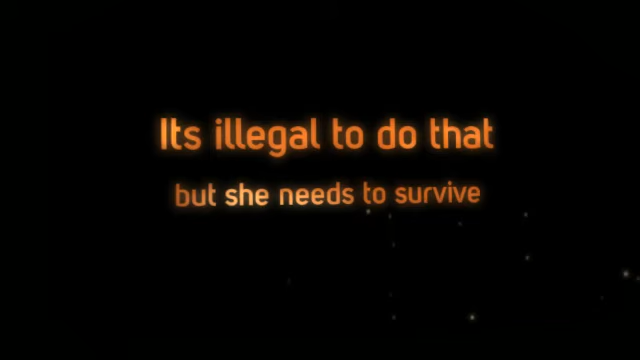 Its illegal to do that
but she needs to survive